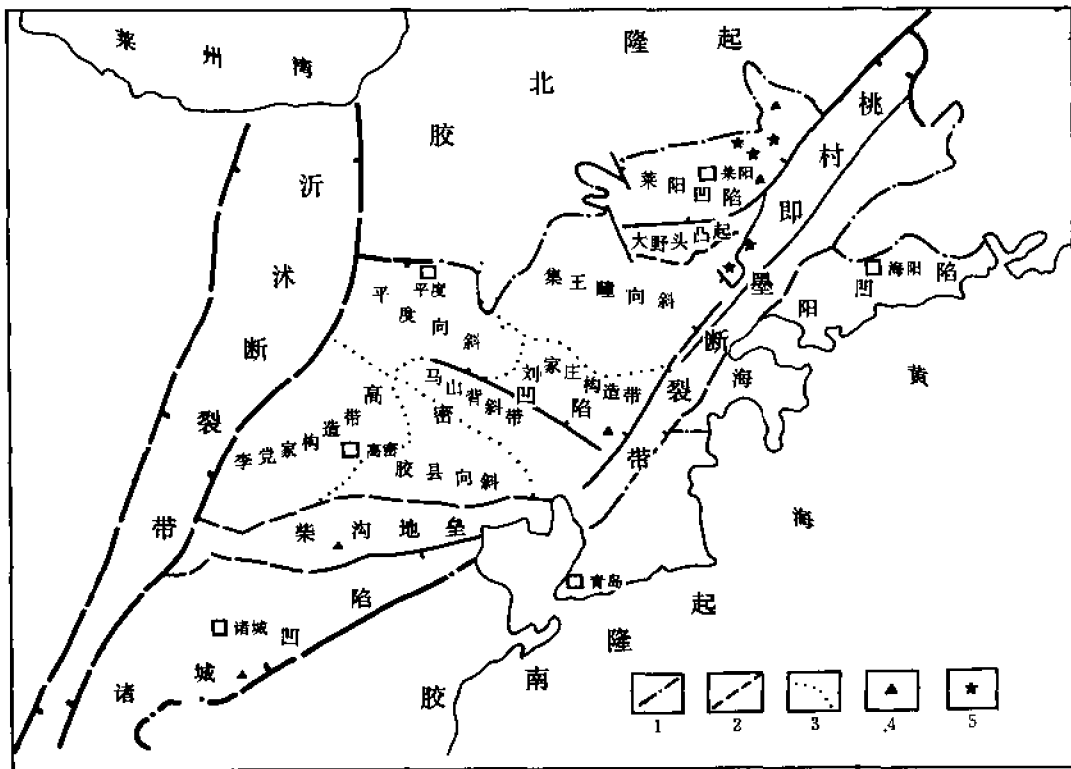 莱州湾
胶北隆起
沂沭断裂带
桃村即墨断裂带
莱阳凹陷
莱阳
大野头凸起
集王疃向斜
海阳
海阳凹陷
平度
平度向斜
刘家庄构造带
马山背斜带
高密凹陷
李党家构造带
高密
胶县向斜
柴沟地垒
黄海
青岛
诸城
诸城凹陷
胶南隆起
1
2
3
4
5